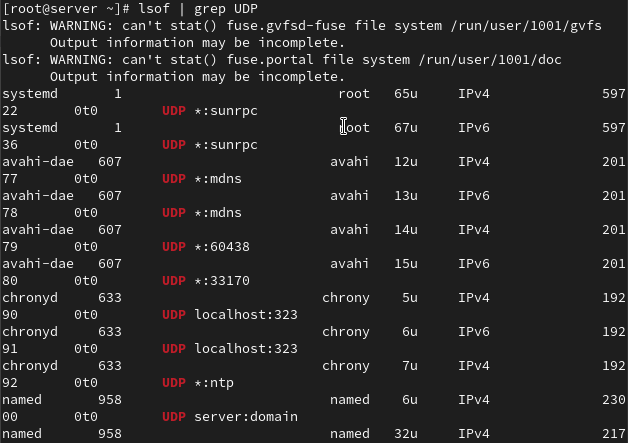 [root@server ~]# lsof | grep UDP
lsof: WARNING: can't stat() fuse.gvfsd-fuse file system /run/user/1001/gvfs
      Output information may be incomplete.
lsof: WARNING: can't stat() fuse.portal file system /run/user/1001/doc
      Output information may be incomplete.
systemd       1                           root   65u     IPv4              597
22       0t0        UDP *:sunrpc
systemd       1                           root   67u     IPv6              597
36       0t0        UDP *:sunrpc
avahi-dae   607                          avahi   12u     IPv4              201
77       0t0        UDP *:mdns
avahi-dae   607                          avahi   13u     IPv6              201
78       0t0        UDP *:mdns
avahi-dae   607                          avahi   14u     IPv4              201
79       0t0        UDP *:60438
avahi-dae   607                          avahi   15u     IPv6              201
80       0t0        UDP *:33170
chronyd     633                         chrony    5u     IPv4              192
90       0t0        UDP localhost:323
chronyd     633                         chrony    6u     IPv6              192
91       0t0        UDP localhost:323
chronyd     633                         chrony    7u     IPv4              192
92       0t0        UDP *:ntp
named       958                          named    6u     IPv4              230
00       0t0        UDP server:domain
named       958                          named   32u     IPv4              217